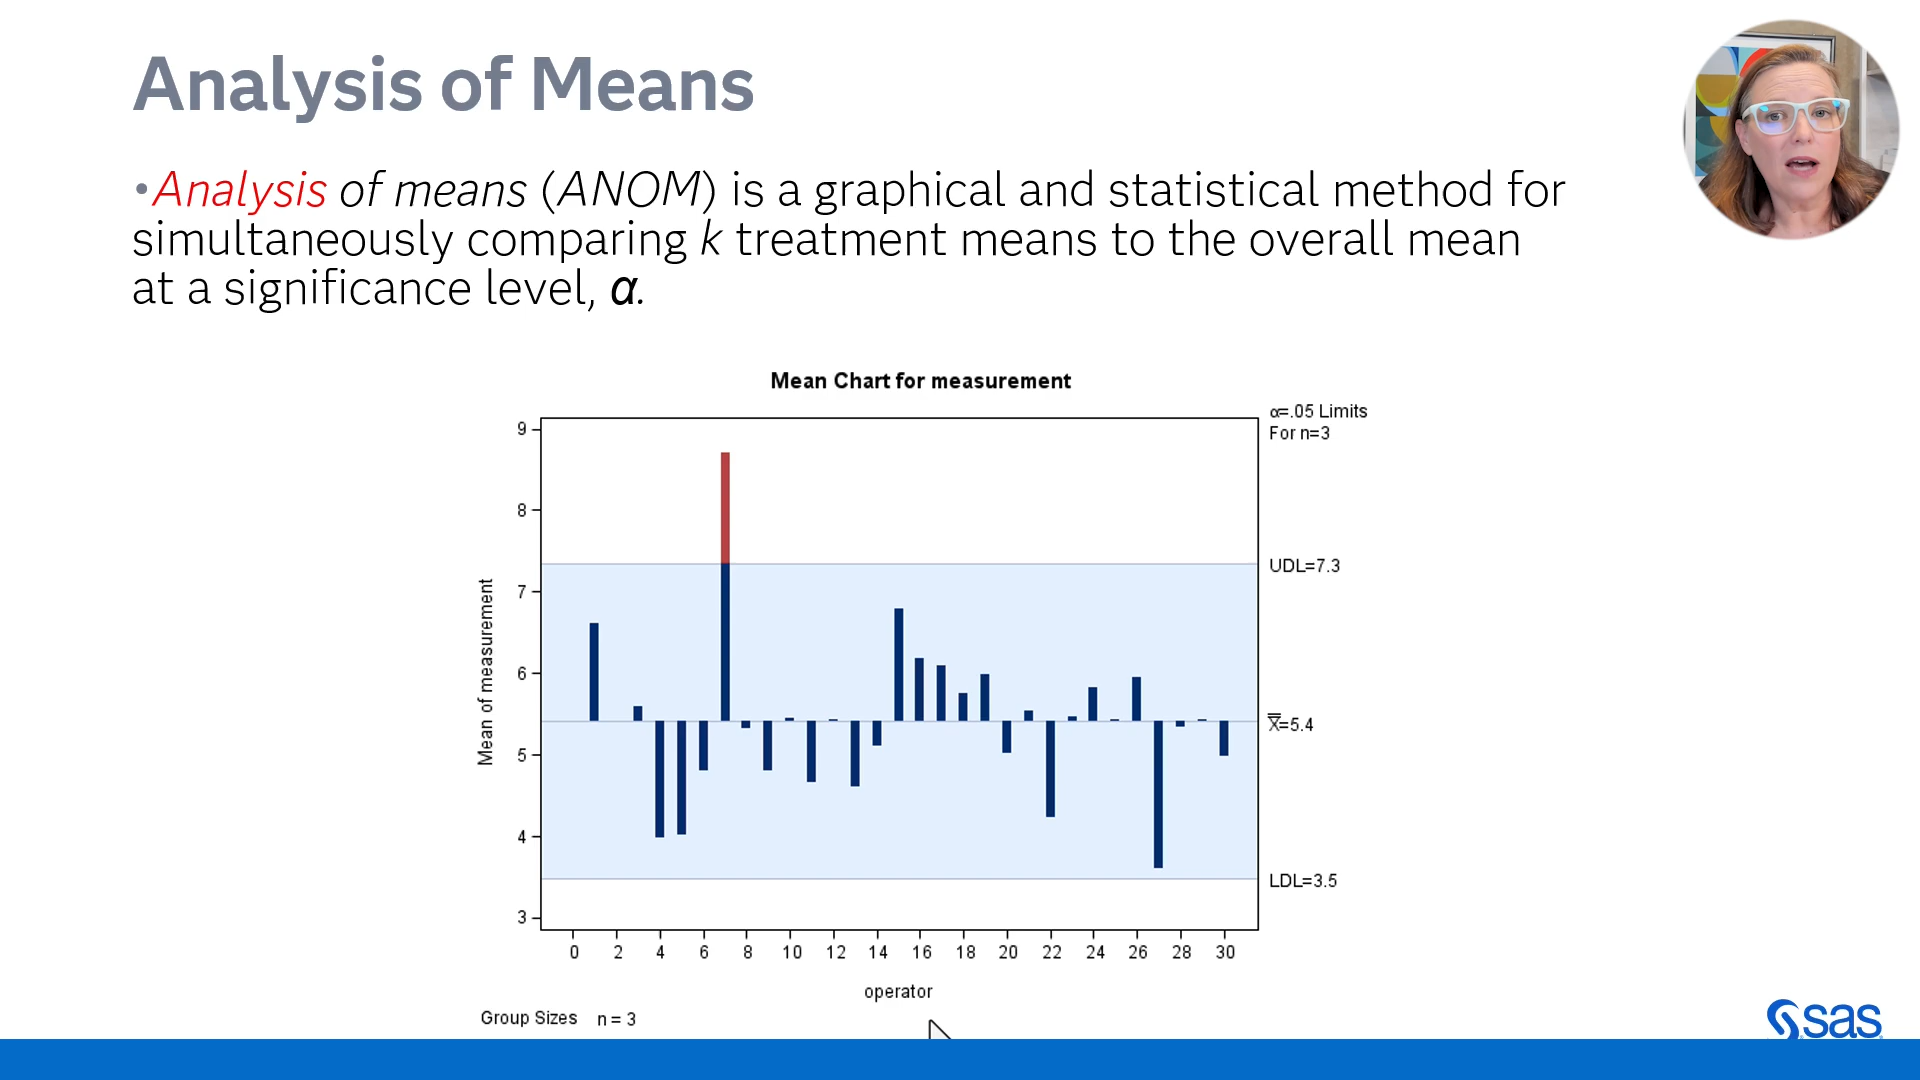 Analysis of Means
•Analysis of means (ANOM) is a graphical and statistical method for
simultaneously comparing k treatment means to the overall mean
at a significance level, α.
Mean Chart for measurement
α=.05 Limits
For n=3
9
8
7
6
5
4
3
Mean of measurement
UDL=7.3
X̿=5.4
LDL=3.5
0 2 4 6 8 10 12 14 16 18 20 22 24 26 28 30
operator
Group Sizes n = 3
sas